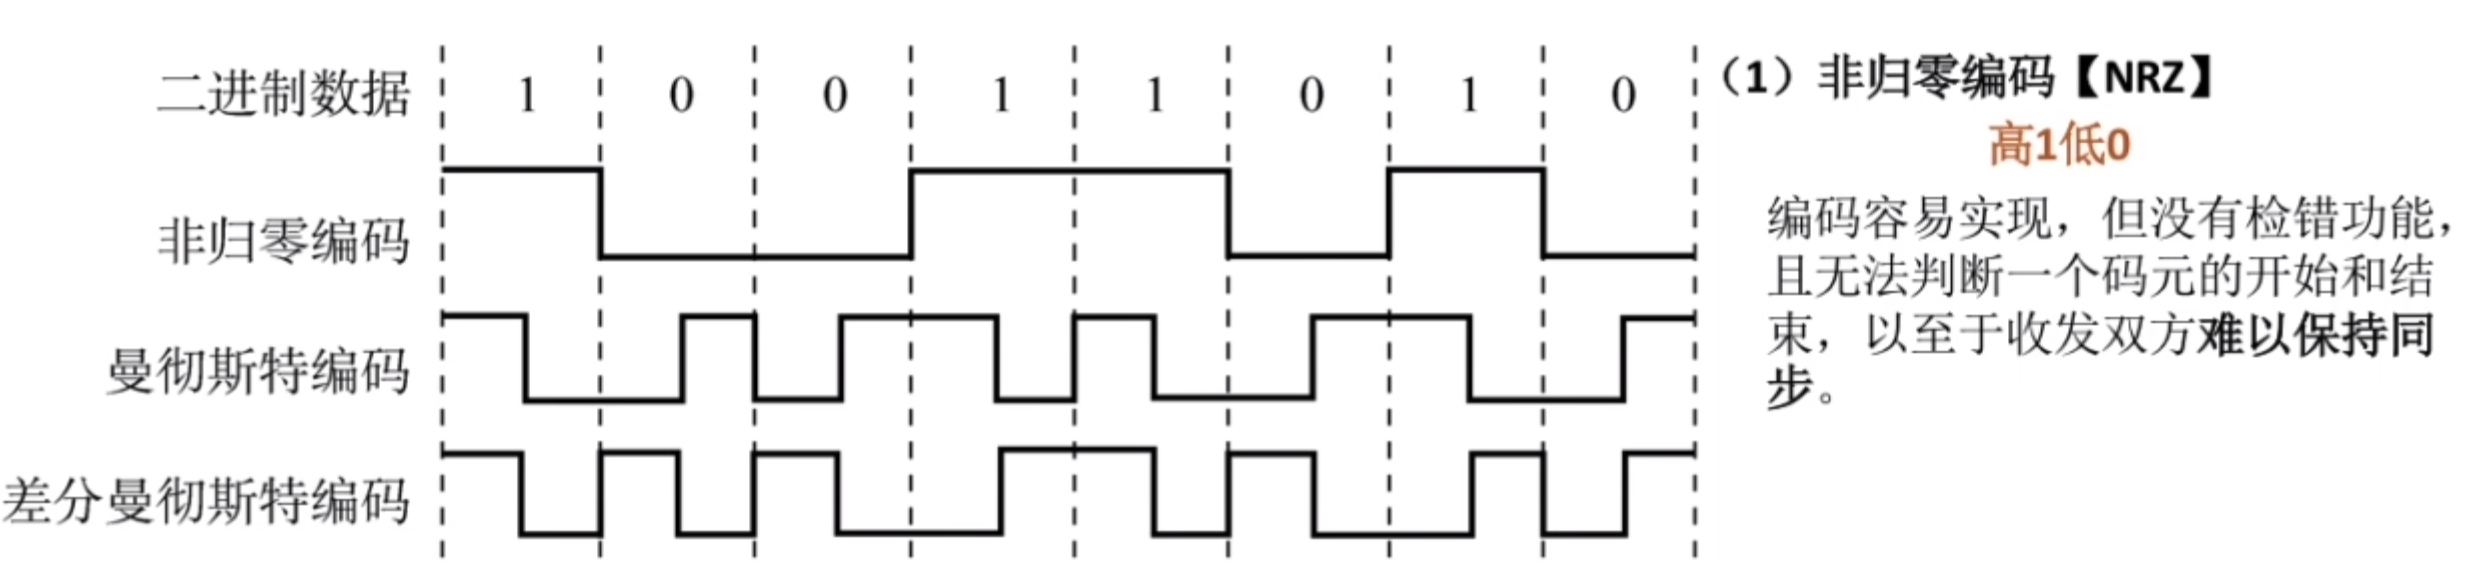 二进制数据 1 0 0 1 1 0 1 0
非归零编码
曼彻斯特编码
差分曼彻斯特编码
（1）非归零编码【NRZ】
高1低0
编码容易实现，但没有检错功能，
且无法判断一个码元的开始和结
束，以至于收发双方难以保持同
步。